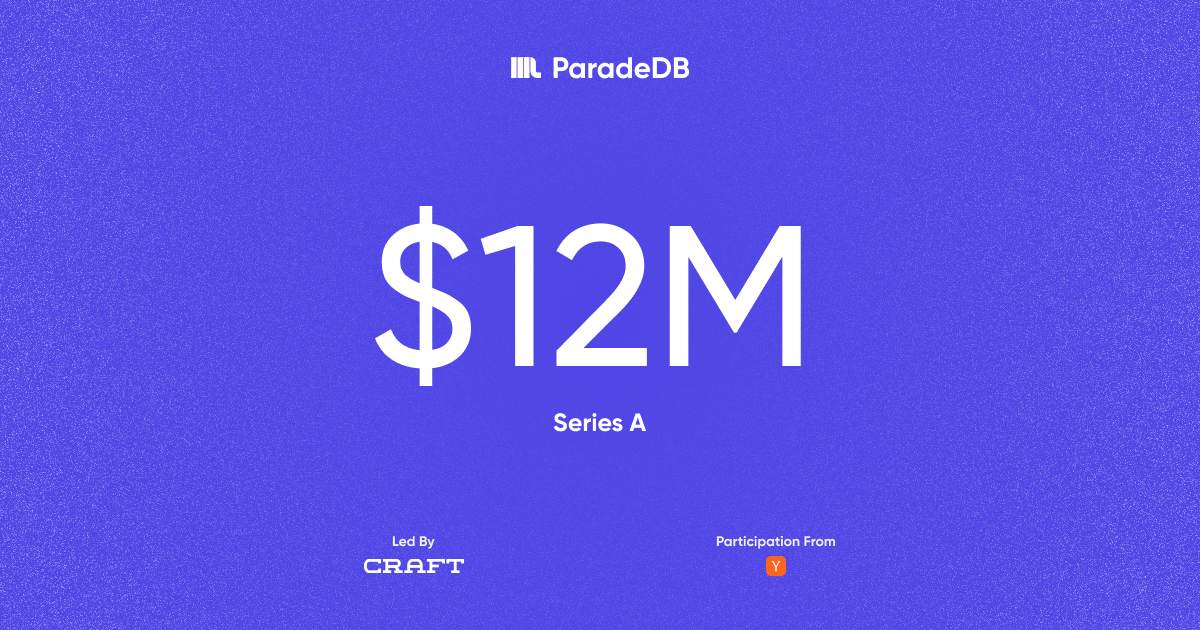 ParadeDB
$12M
Series A
Led By
CRAFT
Participation From
Y